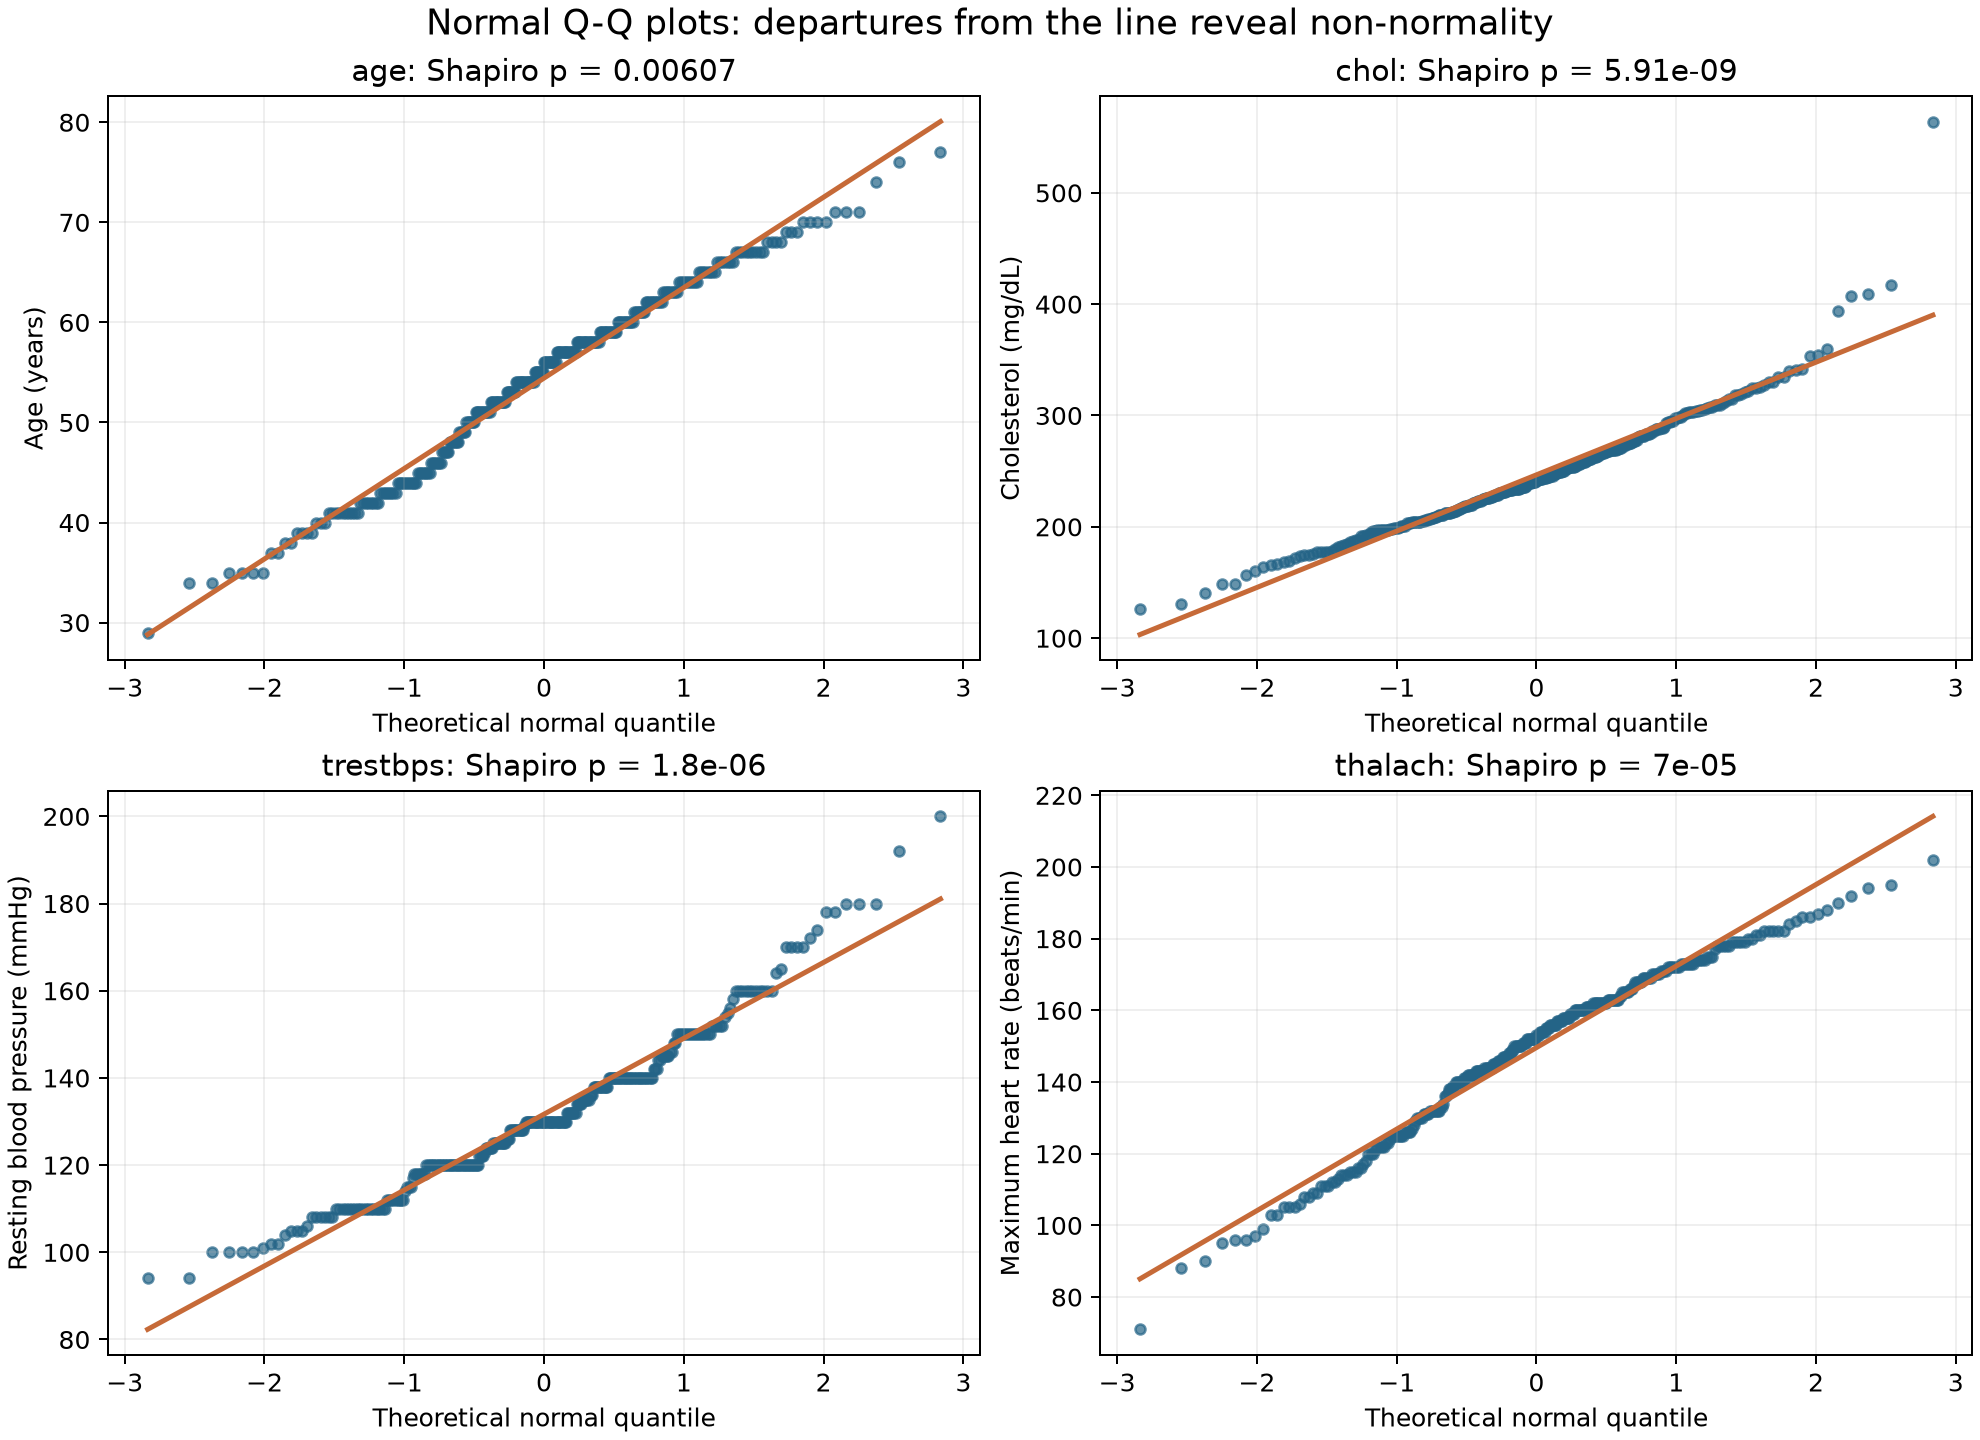 Normal Q-Q plots: departures from the line reveal non-normality
age: Shapiro p = 0.00607
80
70
60
50
40
30
Age (years)
−3 −2 −1 0 1 2 3
Theoretical normal quantile
chol: Shapiro p = 5.91e-09
500
400
300
200
100
Cholesterol (mg/dL)
−3 −2 −1 0 1 2 3
Theoretical normal quantile
trestbps: Shapiro p = 1.8e-06
200
180
160
140
120
100
80
Resting blood pressure (mmHg)
−3 −2 −1 0 1 2 3
Theoretical normal quantile
thalach: Shapiro p = 7e-05
220
200
180
160
140
120
100
80
Maximum heart rate (beats/min)
−3 −2 −1 0 1 2 3
Theoretical normal quantile